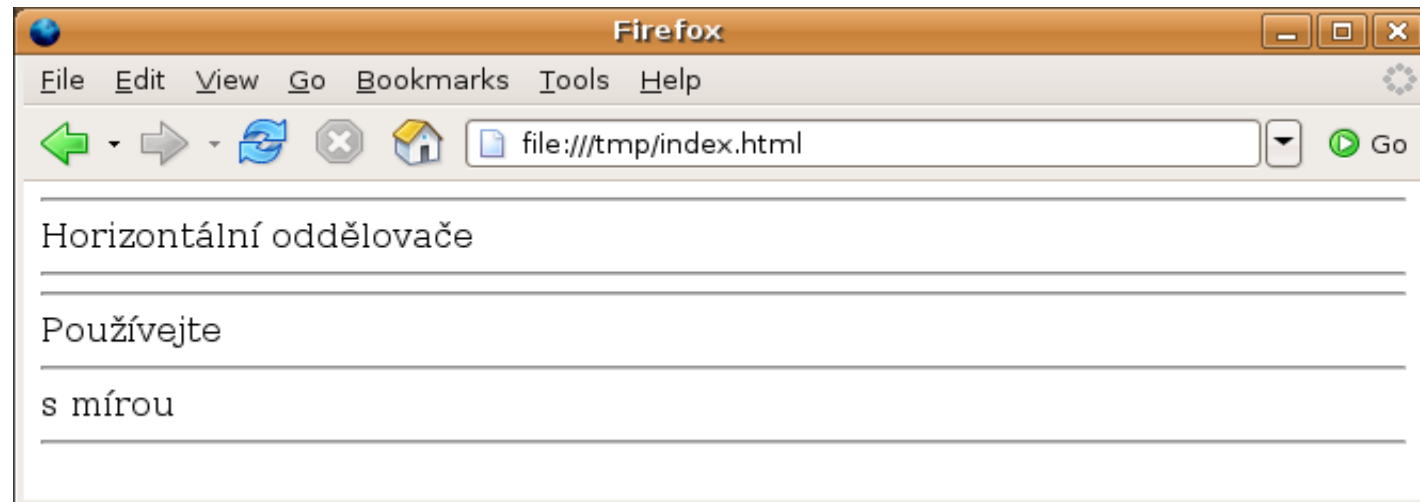 Firefox
File Edit View Go Bookmarks Tools Help
file:///tmp/index.html Go
Horizontální oddělovače
Používejte
s mírou